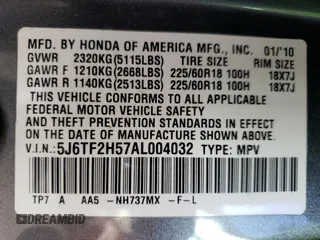 MFD. BY HONDA OF AMERICA MFG., INC. 01/'10
GVWR 2320KG(5115LBS) TIRE SIZE RIM SIZE
GAWR F 1210KG(2668LBS) 225/60R18 100H 18X7J
GAWR R 1140KG(2513LBS) 225/60R18 100H 18X7J
THIS VEHICLE CONFORMS TO ALL APPLICABLE
FEDERAL MOTOR VEHICLE SAFETY
AND THEFT PREVENTION STANDARDS IN EFFECT ON
THE DATE OF MANUFACTURE SHOWN ABOVE.
V.I.N: 5J6TF2H57AL004032 TYPE: MPV
TP7 A AA5 -NH737MX -F-L
DREAMBID